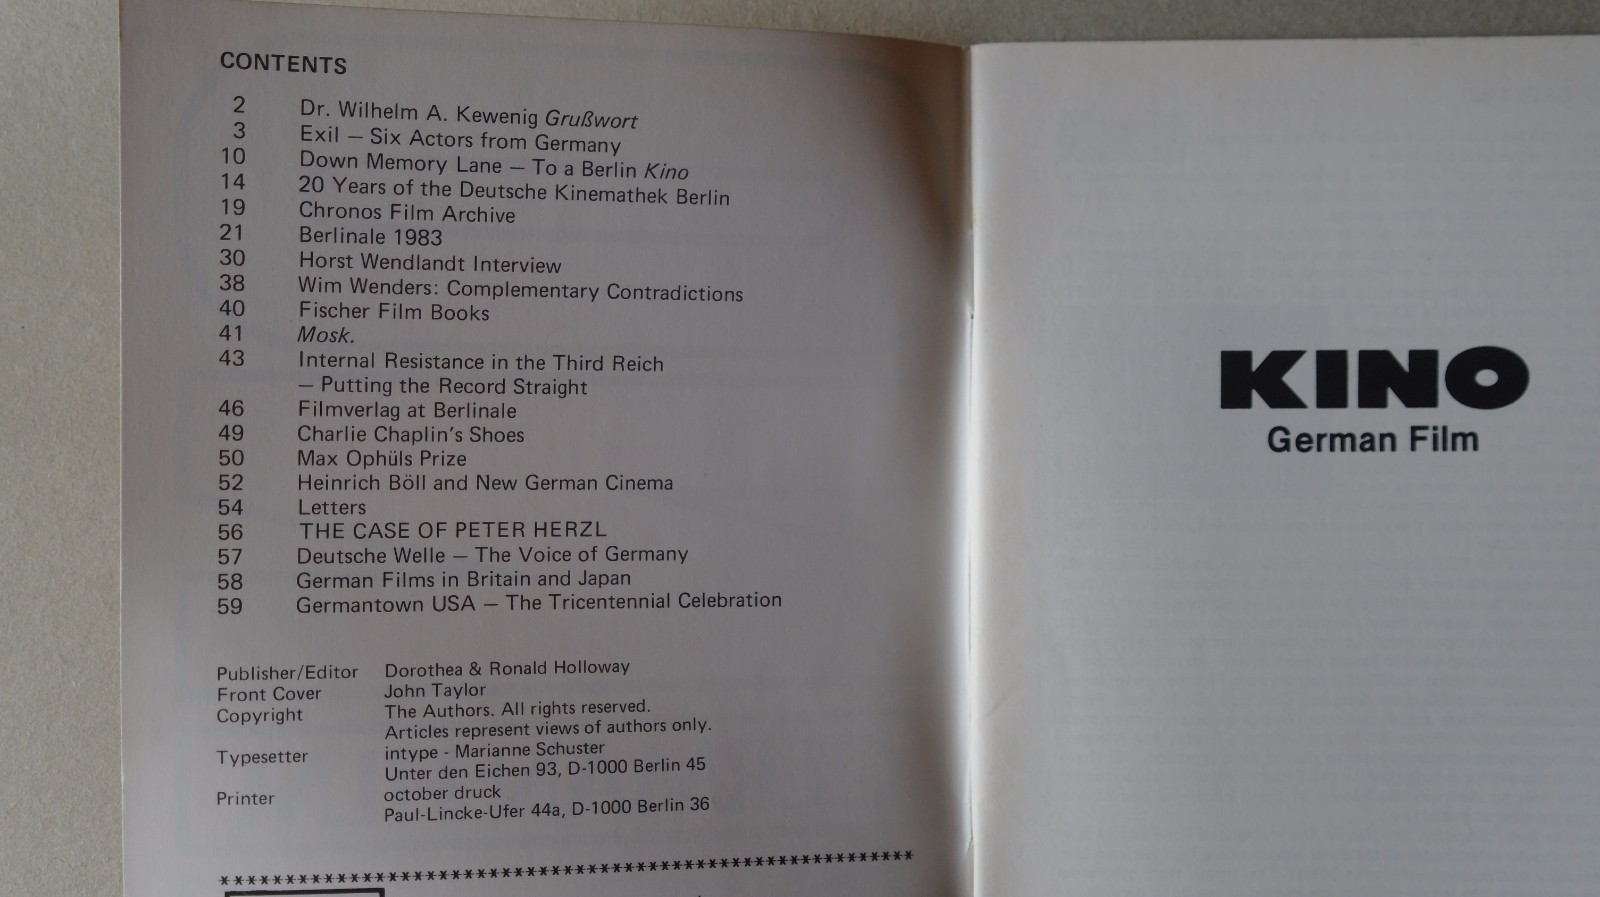 CONTENTS
2 Dr. Wilhelm A. Kewenig Grußwort
3 Exil — Six Actors from Germany
10 Down Memory Lane — To a Berlin Kino
14 20 Years of the Deutsche Kinemathek Berlin
19 Chronos Film Archive
21 Berlinale 1983
30 Horst Wendlandt Interview
38 Wim Wenders: Complementary Contradictions
40 Fischer Film Books
41 Mosk.
43 Internal Resistance in the Third Reich
— Putting the Record Straight
46 Filmverlag at Berlinale
49 Charlie Chaplin's Shoes
50 Max Ophüls Prize
52 Heinrich Böll and New German Cinema
54 Letters
56 THE CASE OF PETER HERZL
57 Deutsche Welle — The Voice of Germany
58 German Films in Britain and Japan
59 Germantown USA — The Tricentennial Celebration
Publisher/Editor Dorothea & Ronald Holloway
Front Cover John Taylor
Copyright The Authors. All rights reserved.
Articles represent views of authors only.
Typesetter intype - Marianne Schuster
Unter den Eichen 93, D-1000 Berlin 45
Printer october druck
Paul-Lincke-Ufer 44a, D-1000 Berlin 36
KINO
German Film